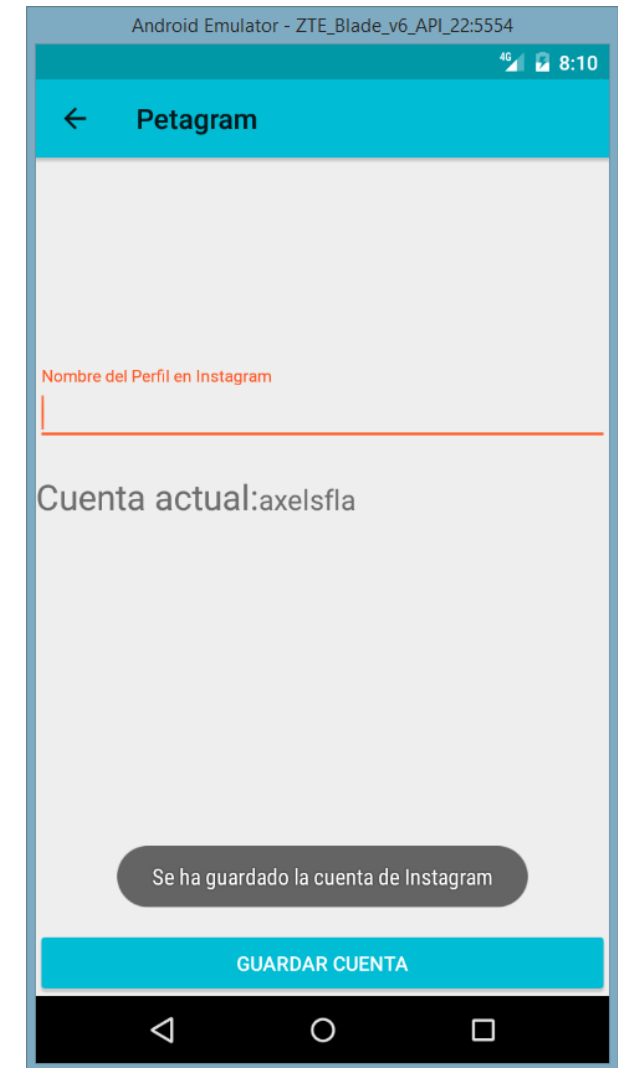 Android Emulator - ZTE_Blade_v6_API_22:5554
4G 8:10
Petagram
Nombre del Perfil en Instagram
Cuenta actual:axelsfla
Se ha guardado la cuenta de Instagram
GUARDAR CUENTA